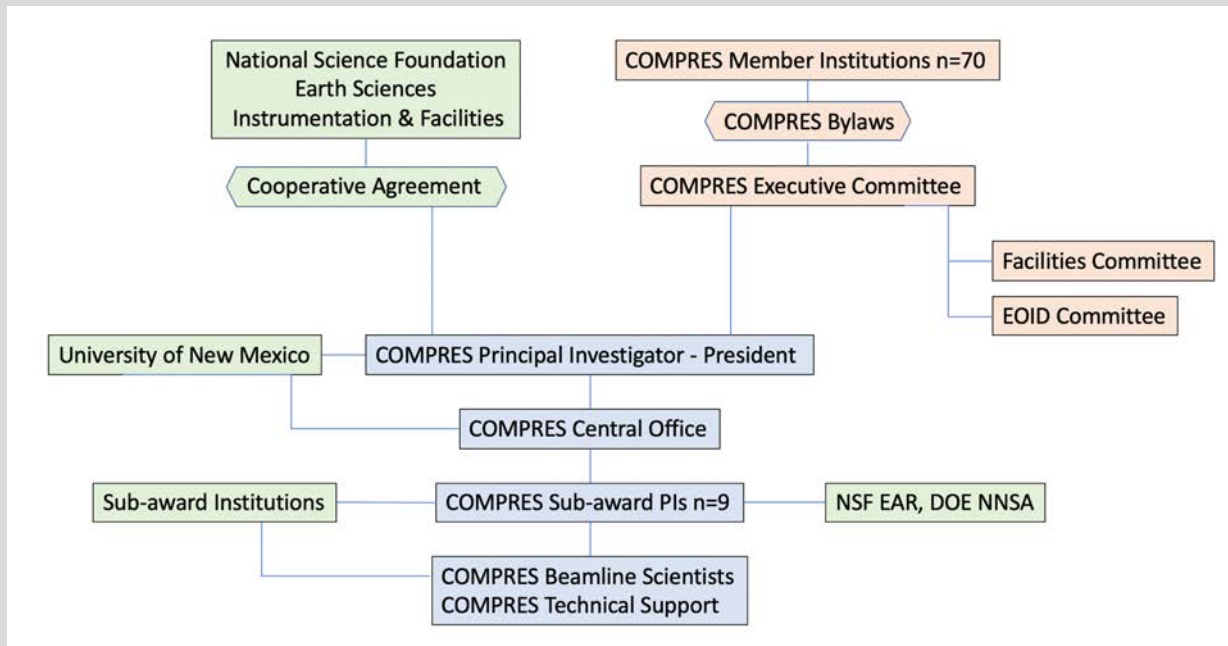 National Science Foundation
Earth Sciences
Instrumentation & Facilities
COMPRES Member Institutions n=70
COMPRES Bylaws
Cooperative Agreement
COMPRES Executive Committee
Facilities Committee
EOID Committee
University of New Mexico
COMPRES Principal Investigator - President
COMPRES Central Office
Sub-award Institutions
COMPRES Sub-award PIs n=9
NSF EAR, DOE NNSA
COMPRES Beamline Scientists
COMPRES Technical Support